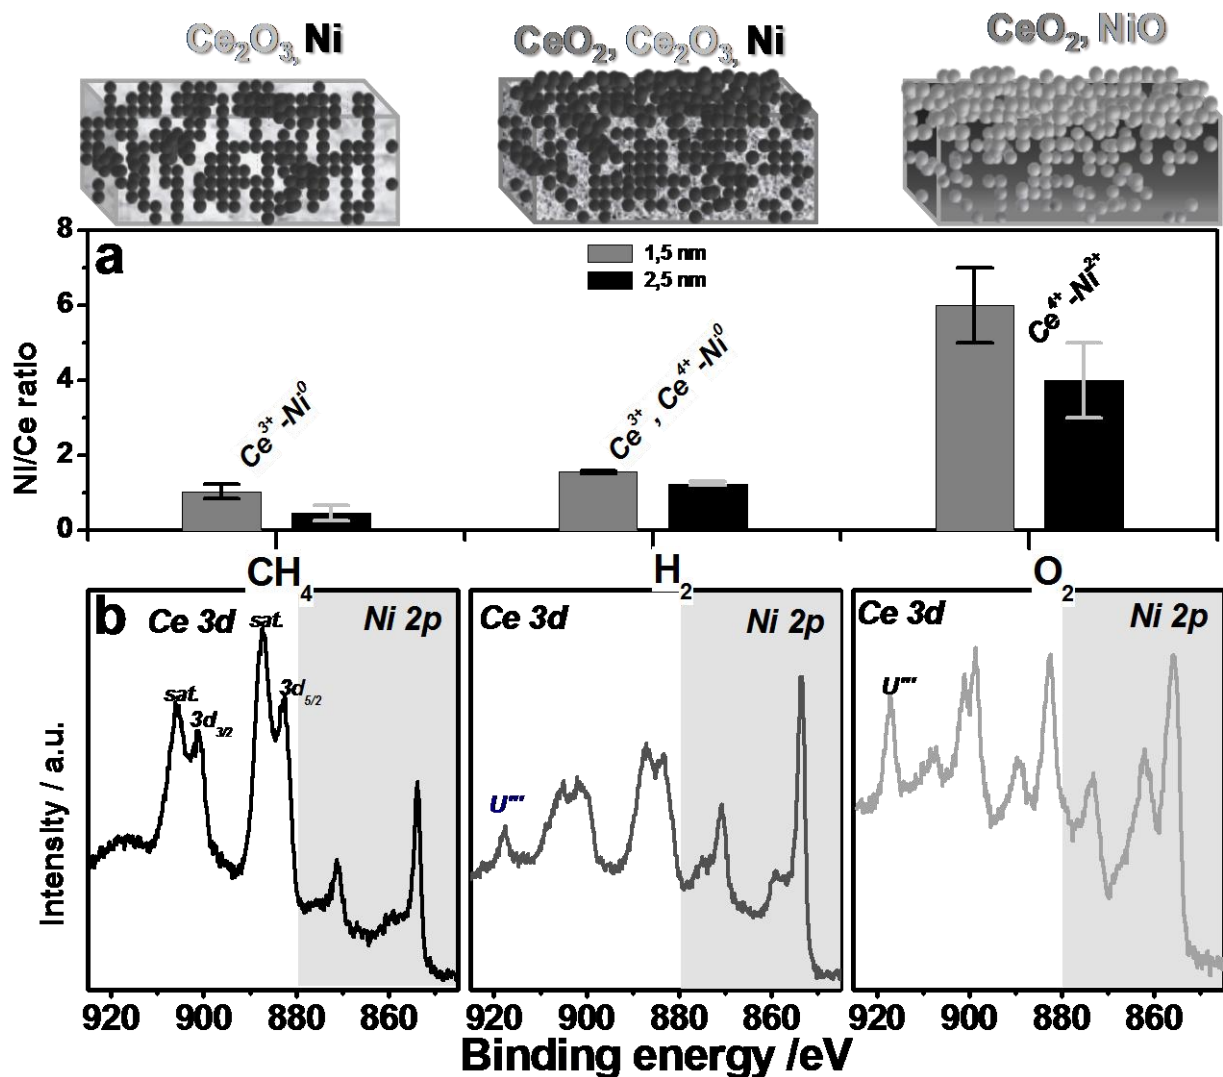 Ce2O3, Ni
CeO2, Ce2O3, Ni
CeO2, NiO
a
8
6
4
2
0
NI/Ce ratio
1,5 nm
2,5 nm
Ce3+-Ni0
Ce3+, Ce4+-Ni0
Ce4+-Ni2+
CH4
H2
O2
b
Ce 3d
Ni 2p
sat.
3d3/2
sat.
3d5/2
Ce 3d
Ni 2p
U''''
Ce 3d
Ni 2p
U''''
Intensity / a.u.
920 900 880 860
920 900 880 860
920 900 880 860
Binding energy /eV